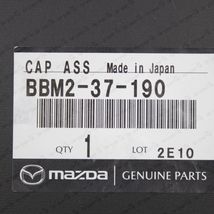 CAP ASS Made in Japan
BBM2-37-190
QTY 1 LOT 2E10
mazda GENUINE PARTS